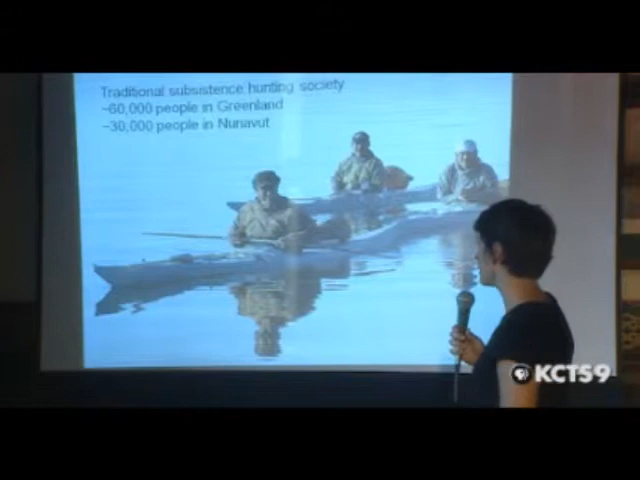 Traditional subsistence hunting society
~60,000 people in Greenland
~30,000 people in Nunavut
KCTS9